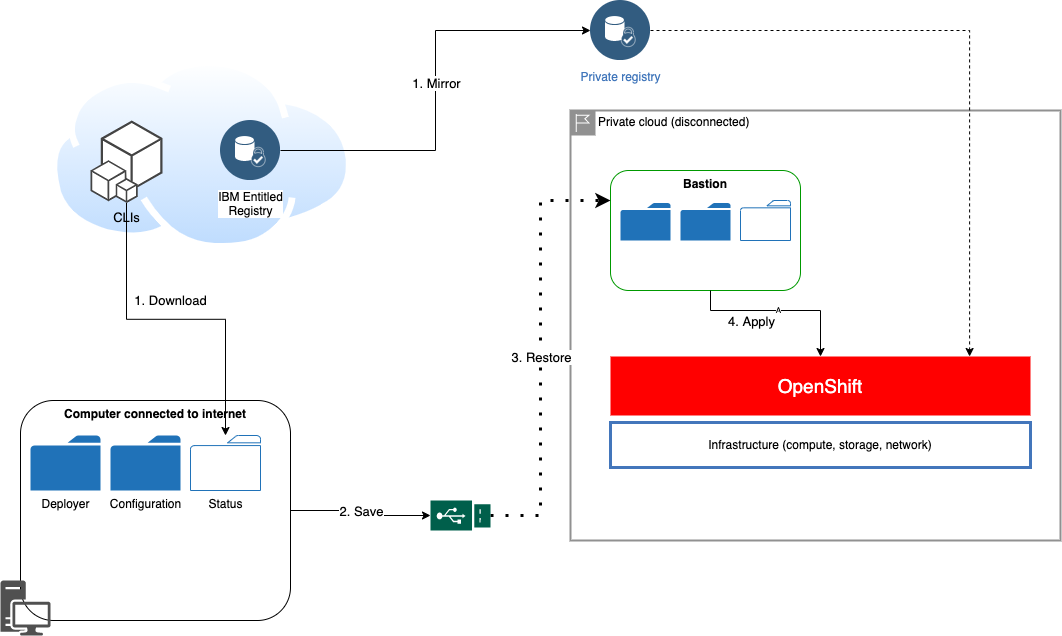 Private registry
1. Mirror
Private cloud (disconnected)
Bastion
IBM Entitled
Registry
CLIs
1. Download
4. Apply
3. Restore
OpenShift
Computer connected to internet
Infrastructure (compute, storage, network)
Deployer
Configuration
Status
2. Save